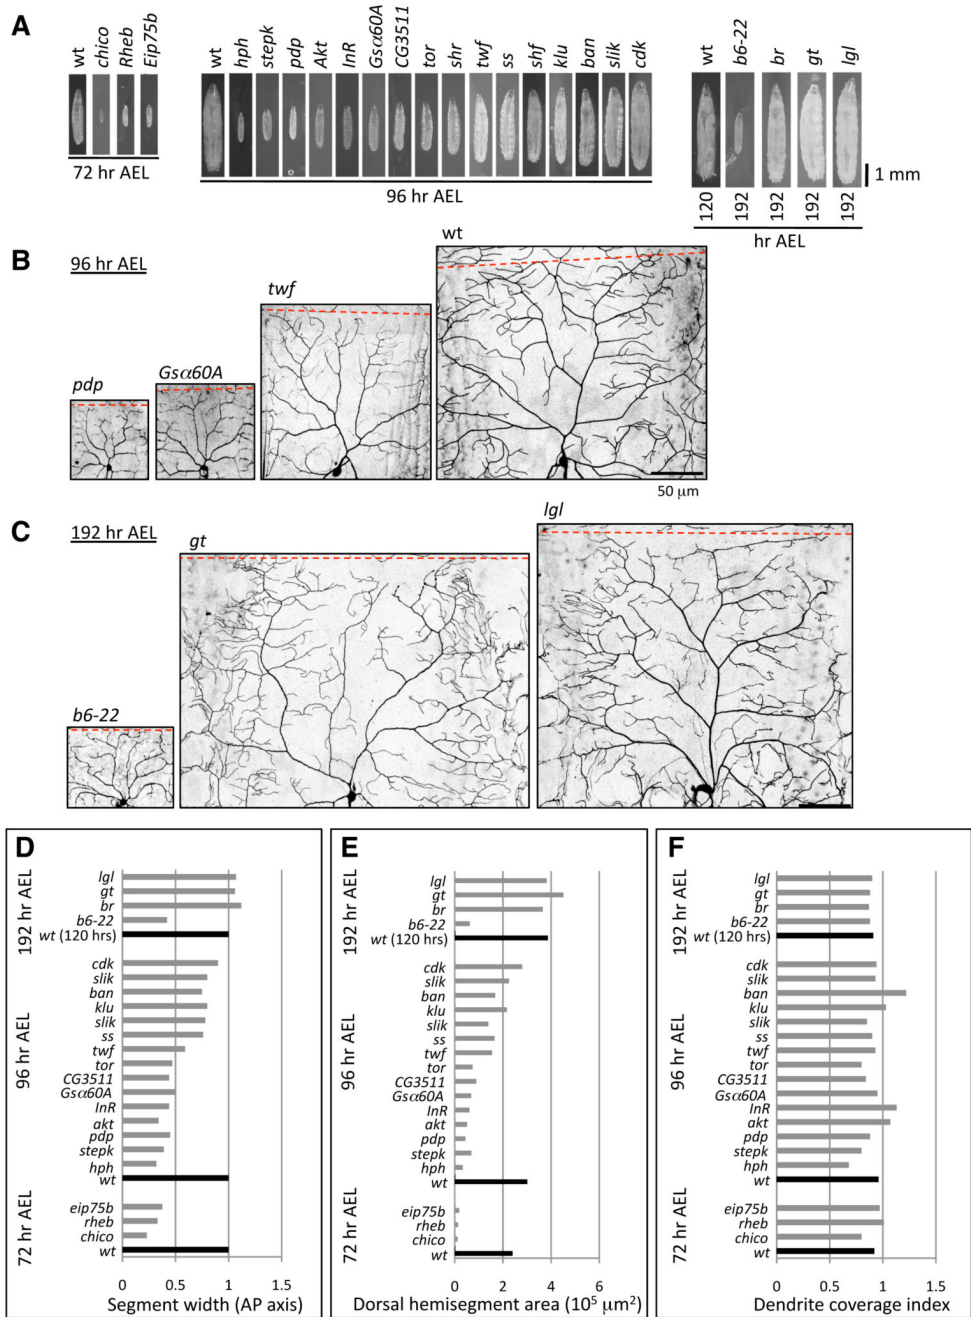 A
wt
chico
Rheb
Eip75b
72 hr AEL
wt
hph
stepk
pdp
Akt
InR
Gsα60A
CG3511
tor
shr
twf
ss
shf
klu
ban
slik
cdk
96 hr AEL
wt
b6-22
br
gt
lgl
120
192
192
192
192
hr AEL
1 mm
B
96 hr AEL
pdp
Gsα60A
twf
wt
50 μm
C
192 hr AEL
b6-22
gt
lgl
D
192 hr AEL
lgl
gt
br
b6-22
wt (120 hrs)
96 hr AEL
cdk
slik
ban
klu
slik
ss
twf
tor
CG3511
Gsα60A
InR
akt
pdp
stepk
hph
wt
72 hr AEL
eip75b
rheb
chico
wt
0 0.5 1 1.5
Segment width (AP axis)
E
192 hr AEL
lgl
gt
br
b6-22
wt (120 hrs)
96 hr AEL
cdk
slik
ban
klu
slik
ss
twf
tor
CG3511
Gsα60A
InR
akt
pdp
stepk
hph
wt
72 hr AEL
eip75b
rheb
chico
wt
0 2 4 6
Dorsal hemisegment area (10⁵ μm²)
F
192 hr AEL
lgl
gt
br
b6-22
wt (120 hrs)
96 hr AEL
cdk
slik
ban
klu
slik
ss
twf
tor
CG3511
Gsα60A
InR
akt
pdp
stepk
hph
wt
72 hr AEL
eip75b
rheb
chico
wt
0 0.5 1 1.5
Dendrite coverage index